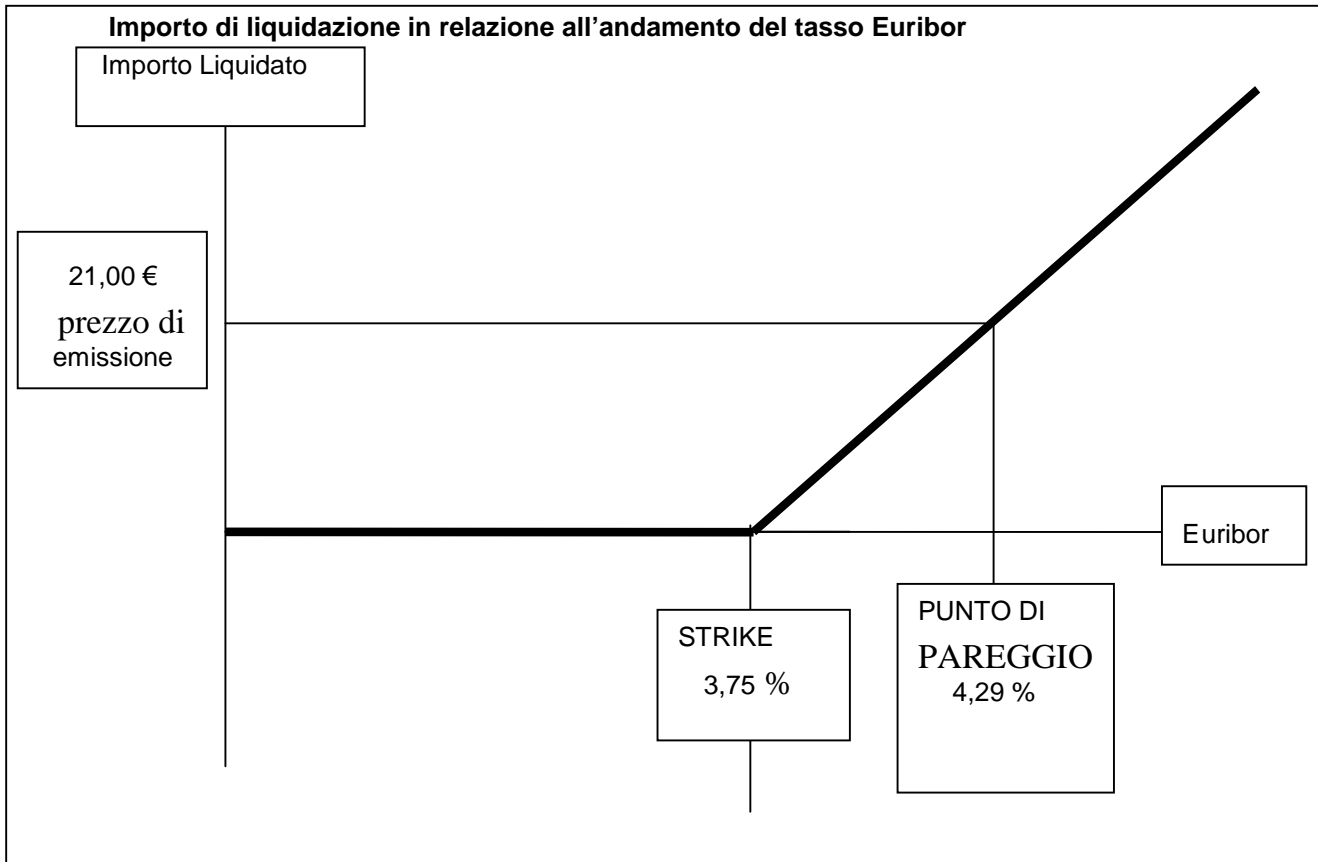 Importo di liquidazione in relazione all’andamento del tasso Euribor
Importo Liquidato
21,00 €
prezzo di
emissione
Euribor
STRIKE
3,75 %
PUNTO DI
PAREGGIO
4,29 %